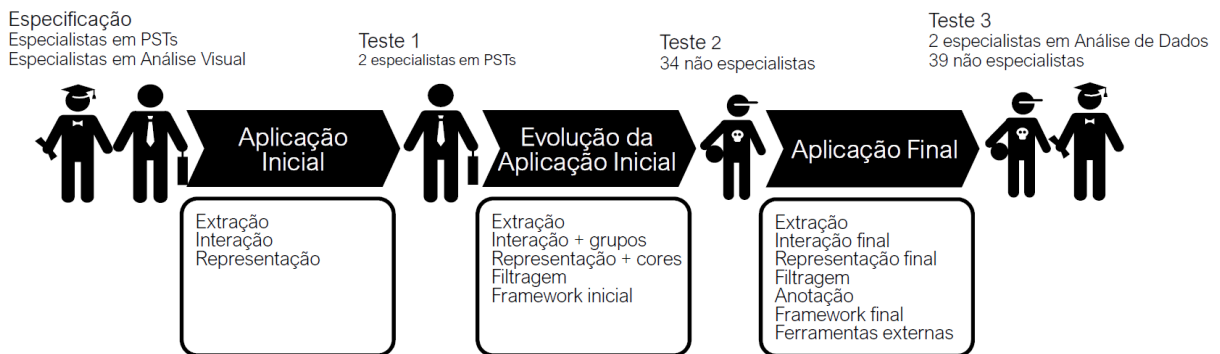 Especificação
Especialistas em PSTs
Especialistas em Análise Visual
Teste 1
2 especialistas em PSTs
Teste 2
34 não especialistas
Teste 3
2 especialistas em Análise de Dados
39 não especialistas
Aplicação
Inicial
Evolução da
Aplicação Inicial
Aplicação Final
Extração
Interação
Representação
Extração
Interação + grupos
Representação + cores
Filtragem
Framework inicial
Extração
Interação final
Representação final
Filtragem
Anotação
Framework final
Ferramentas externas